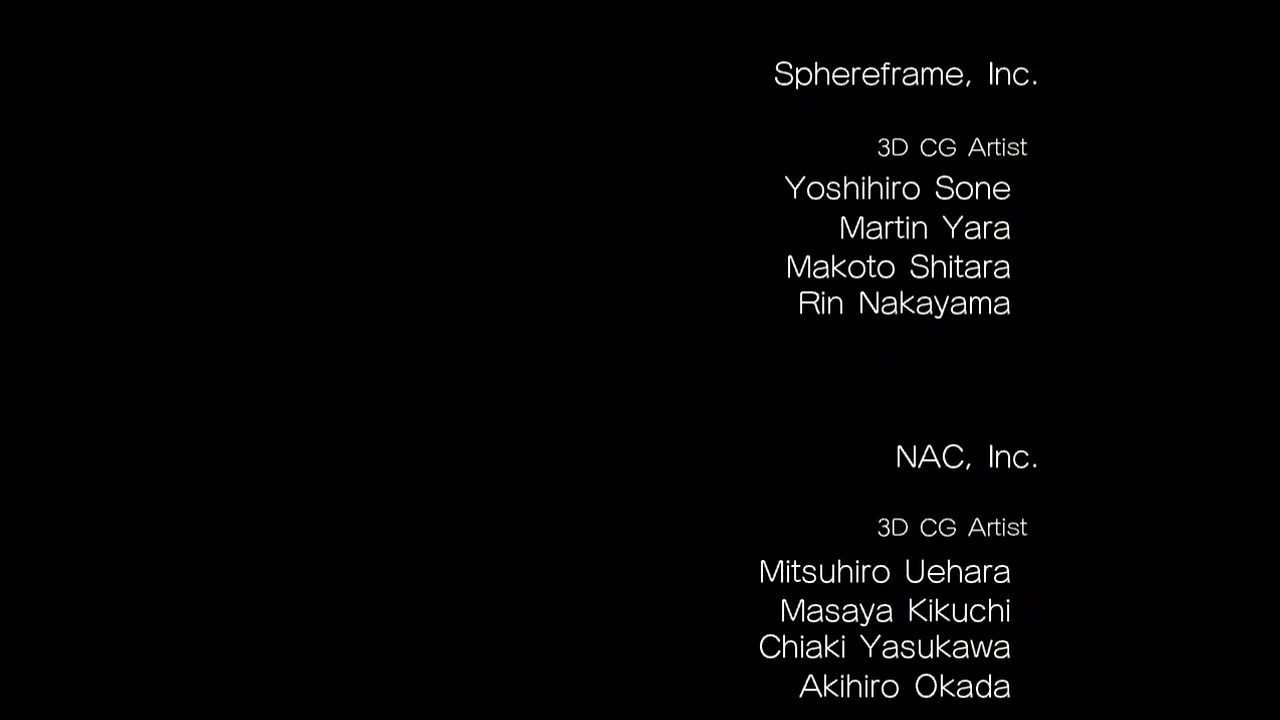 Sphereframe, Inc.
3D CG Artist
Yoshihiro Sone
Martin Yara
Makoto Shitara
Rin Nakayama
NAC, Inc.
3D CG Artist
Mitsuhiro Uehara
Masaya Kikuchi
Chiaki Yasukawa
Akihiro Okada